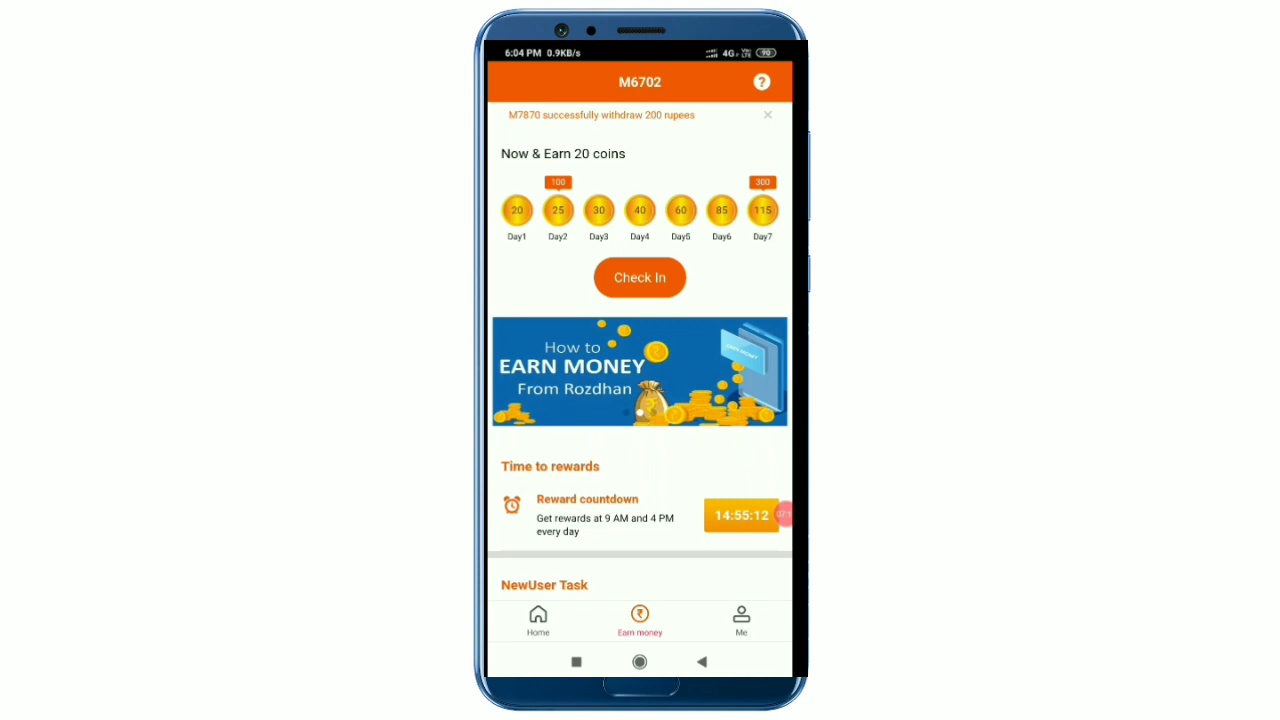 6:04 PM 0.9KB/s 4G 90
M6702 ?
M7870 successfully withdraw 200 rupees
Now & Earn 20 coins
100 300
20 25 30 40 60 85 115
Day1 Day2 Day3 Day4 Day5 Day6 Day7
Check In
How to
EARN MONEY
From Rozdhan
Time to rewards
Reward countdown
Get rewards at 9 AM and 4 PM
every day
14:55:12
NewUser Task
Home Earn money Me